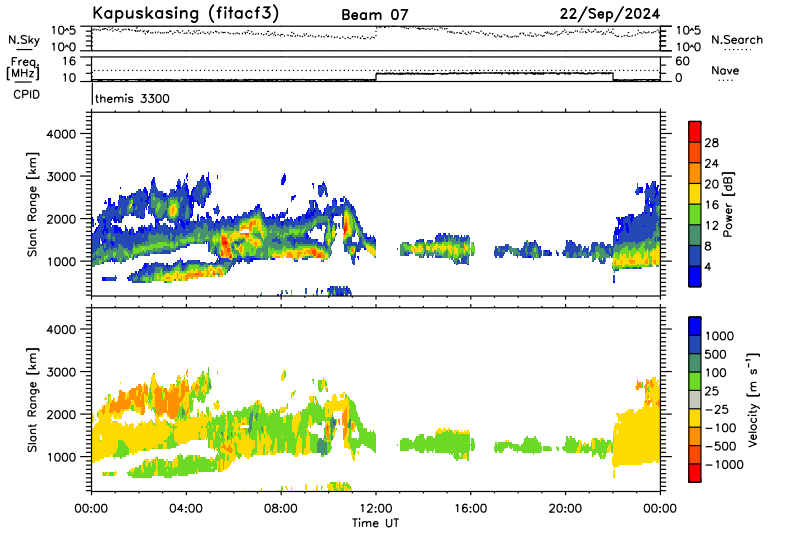 Kapuskasing (fitacf3) Beam 07 22/Sep/2024
N.Sky 10^5 10^0 10^5 10^0 N.Search
Freq. [MHz] 16 10 60 0 Nave
CPID themis 3300
Slant Range [km] 4000 3000 2000 1000
Power [dB] 28 24 20 16 12 8 4
Slant Range [km] 4000 3000 2000 1000
Velocity [m s⁻¹] 1000 500 100 25 −25 −100 −500 −1000
00:00 04:00 08:00 12:00 16:00 20:00 00:00
Time UT